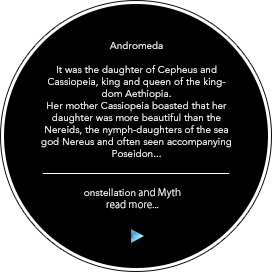 Andromeda
It was the daughter of Cepheus and
Cassiopeia, king and queen of the king-
dom Aethiopia.
Her mother Cassiopeia boasted that her
daughter was more beautiful than the
Nereids, the nymph-daughters of the sea
god Nereus and often seen accompanying
Poseidon...
onstellation and Myth
read more...